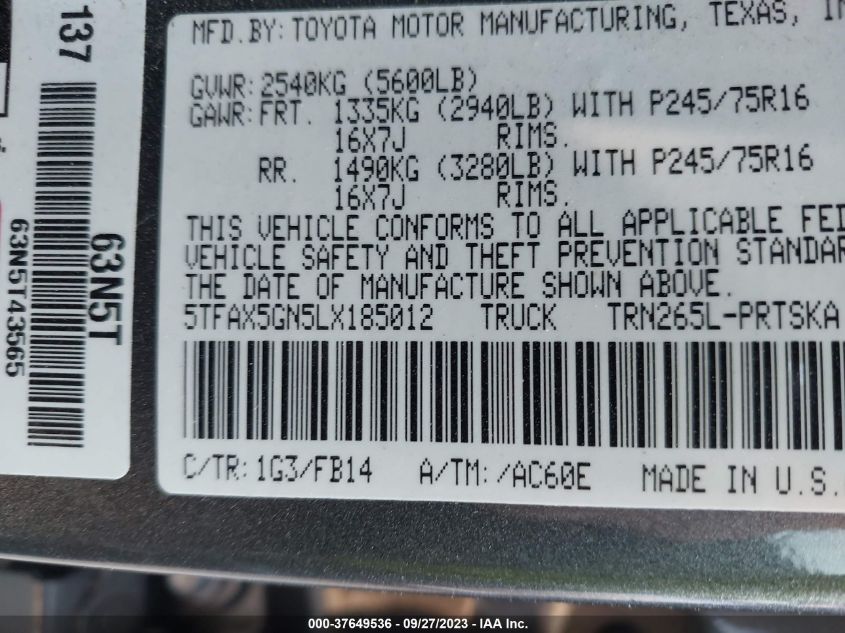 MFD.BY: TOYOTA MOTOR MANUFACTURING, TEXAS,
GVWR: 2540KG (5600LB)
GAWR: FRT. 1335KG (2940LB) WITH P245/75R16
16X7J RIMS.
RR. 1490KG (3280LB) WITH P245/75R16
16X7J RIMS.
THIS VEHICLE CONFORMS TO ALL APPLICABLE FED
VEHICLE SAFETY AND THEFT PREVENTION STANDAR
THE DATE OF MANUFACTURE SHOWN ABOVE.
5TFAX5GN5LX185012 TRUCK TRN265L-PRTSKA
C/TR: 1G3/FB14 A/TM: /AC60E MADE IN U.S.
137
63N5T
63N5T43565
000-37649536 - 09/27/2023 - IAA Inc.